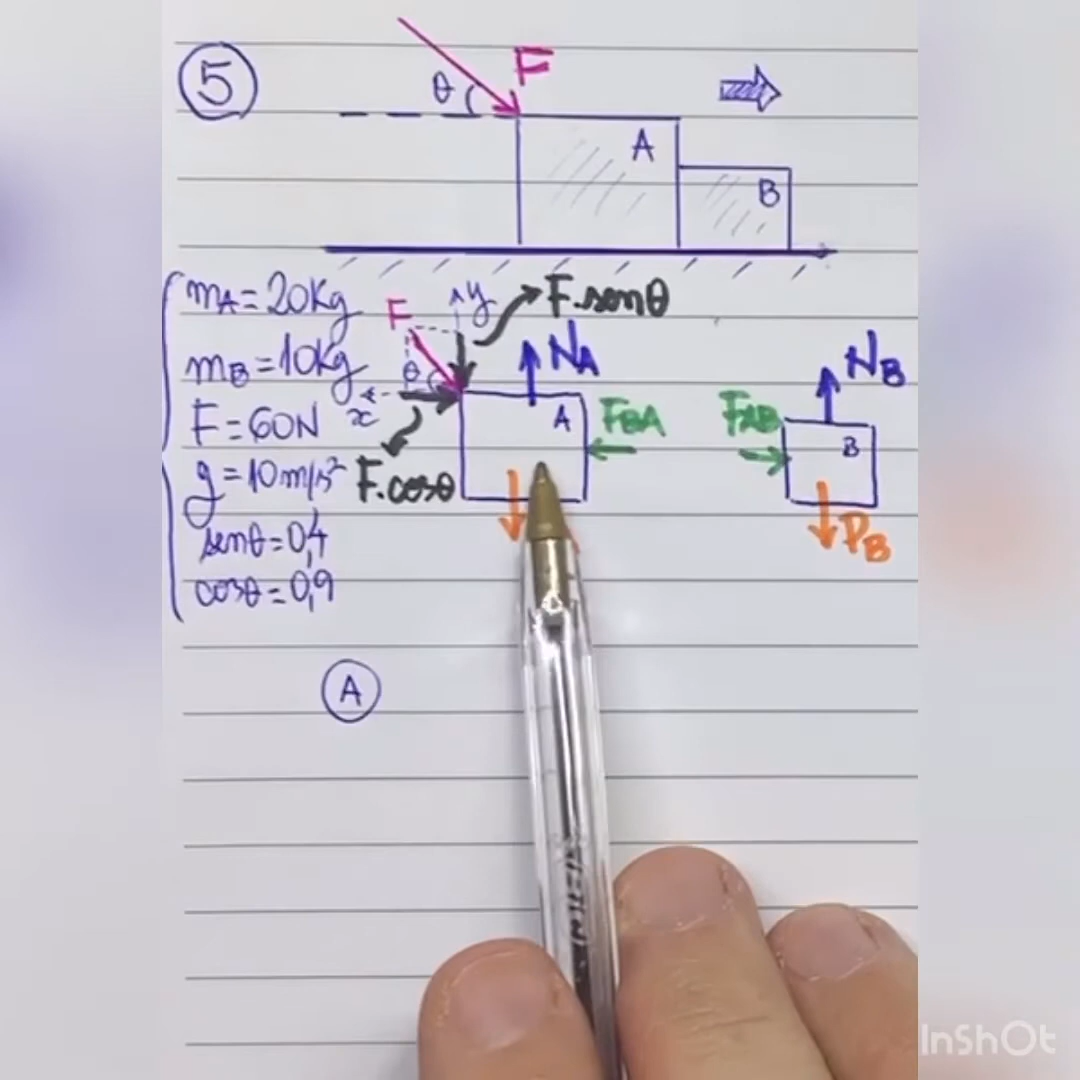 5
F
θ
A
B
mA=20Kg
mB=10Kg
F=60N
g=10m/s²
senθ=0,4
cosθ=0,9
F
y
F.senθ
θ
x
F.cosθ
NA
A
FBA
FAB
NB
B
PB
A
InShOt